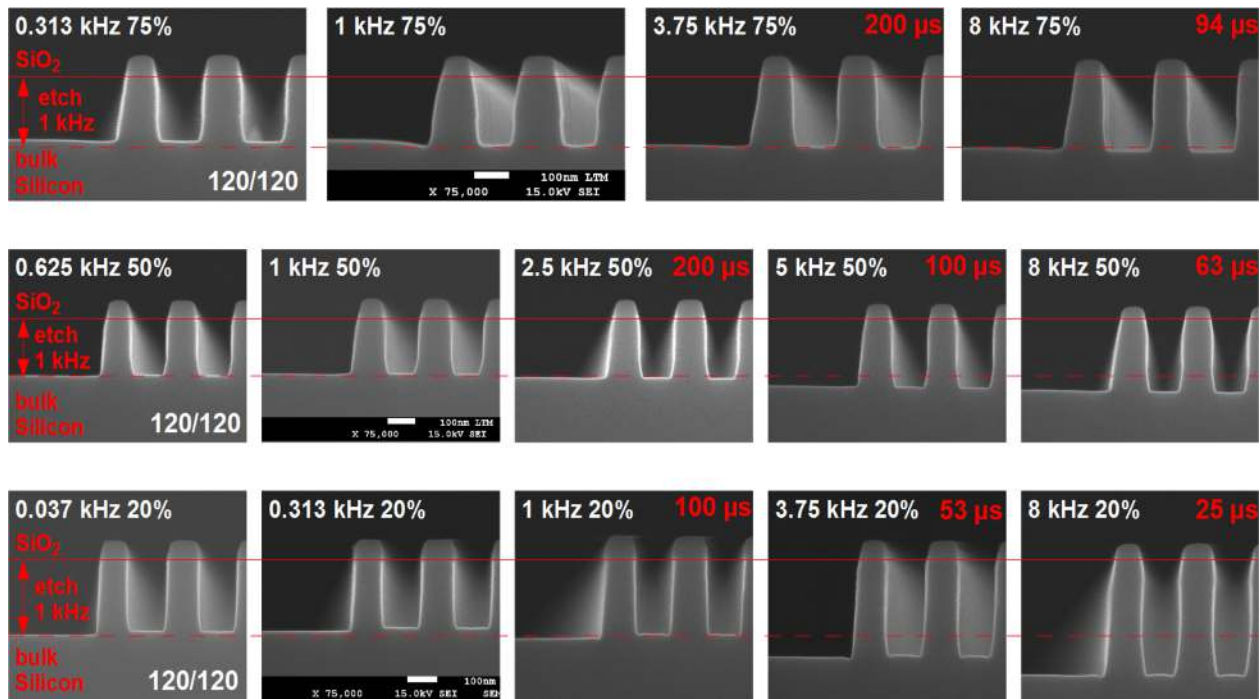 0.313 kHz 75%
SiO₂
etch
1 kHz
bulk
Silicon
120/120
1 kHz 75%
100nm LTM
X 75,000 15.0kV SEI
3.75 kHz 75%
200 µs
8 kHz 75%
94 µs
0.625 kHz 50%
SiO₂
etch
1 kHz
bulk
Silicon
120/120
1 kHz 50%
100nm LTM
X 75,000 15.0kV SEI
2.5 kHz 50%
200 µs
5 kHz 50%
100 µs
8 kHz 50%
63 µs
0.037 kHz 20%
SiO₂
etch
1 kHz
bulk
Silicon
120/120
0.313 kHz 20%
100nm LTM
X 75,000 15.0kV SEI SEM
1 kHz 20%
100 µs
3.75 kHz 20%
53 µs
8 kHz 20%
25 µs